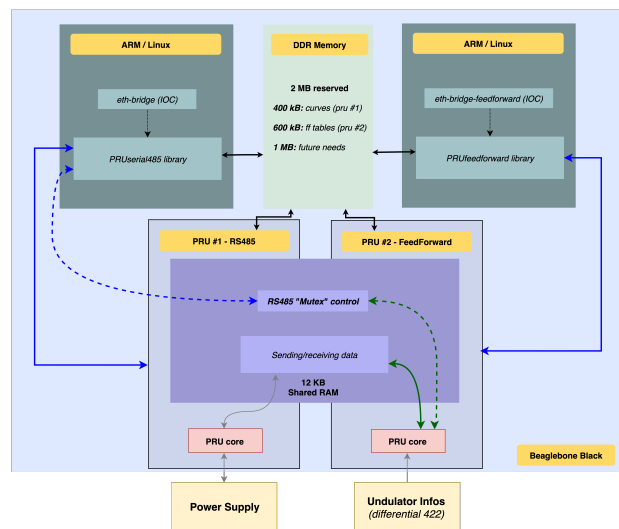 ARM / Linux
eth-bridge (IOC)
PRUserial485 library
DDR Memory
2 MB reserved
400 kB: curves (pru #1)
600 kB: ff tables (pru #2)
1 MB: future needs
ARM / Linux
eth-bridge-feedforward (IOC)
PRUfeedforward library
PRU #1 - RS485
PRU #2 - FeedForward
RS485 "Mutex" control
Sending/receiving data
12 KB
Shared RAM
PRU core
PRU core
Beaglebone Black
Power Supply
Undulator Infos
(differential 422)